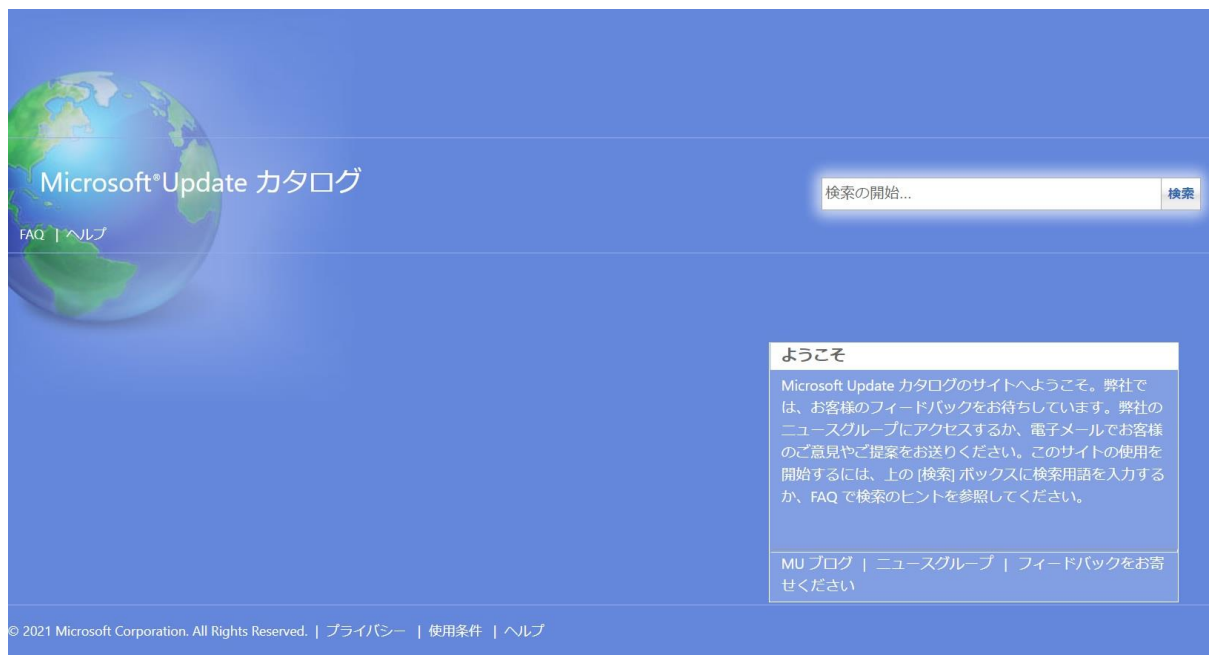 Microsoft®Update カタログ
検索の開始...
検索
FAQ | ヘルプ
ようこそ
Microsoft Update カタログのサイトへようこそ。弊社で
は、お客様のフィードバックをお待ちしています。弊社の
ニュースグループにアクセスするか、電子メールでお客様
のご意見やご提案をお送りください。このサイトの使用を
開始するには、上の [検索] ボックスに検索用語を入力する
か、FAQ で検索のヒントを参照してください。
MU ブログ | ニュースグループ | フィードバックをお寄
せください
© 2021 Microsoft Corporation. All Rights Reserved. | プライバシー | 使用条件 | ヘルプ